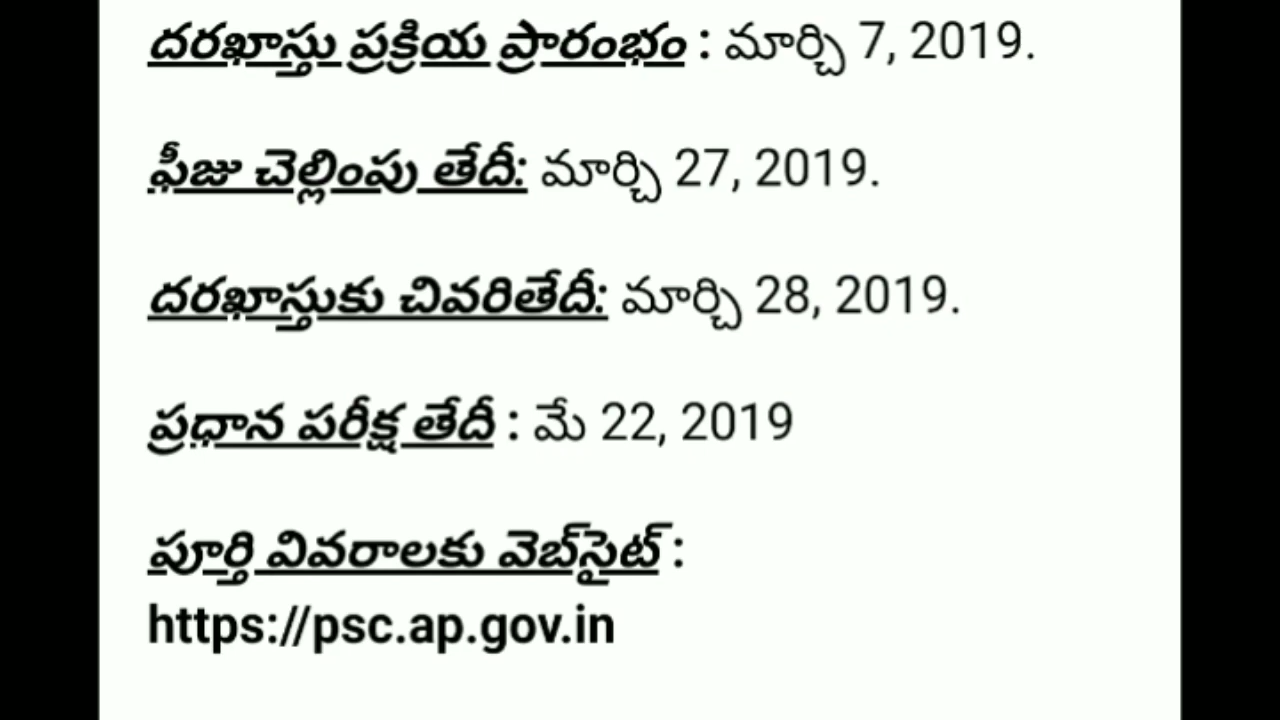 దరఖాస్తు ప్రక్రియ ప్రారంభం : మార్చి 7, 2019.
ఫీజు చెల్లింపు తేదీ: మార్చి 27, 2019.
దరఖాస్తుకు చివరితేదీ: మార్చి 28, 2019.
ప్రధాన పరీక్ష తేదీ : మే 22, 2019
పూర్తి వివరాలకు వెబ్‌సైట్ :
https://psc.ap.gov.in